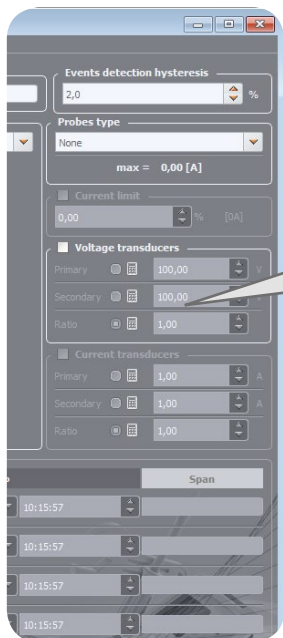 Events detection hysteresis
2,0 %
Probes type
None
max = 0,00 [A]
Current limit
0,00 % [0A]
Voltage transducers
Primary 100,00 V
Secondary 100,00
Ratio 1,00
Current transducers
Primary 1,00 A
Secondary 1,00 A
Ratio 1,00
Span
10:15:57
10:15:57
10:15:57
10:15:57